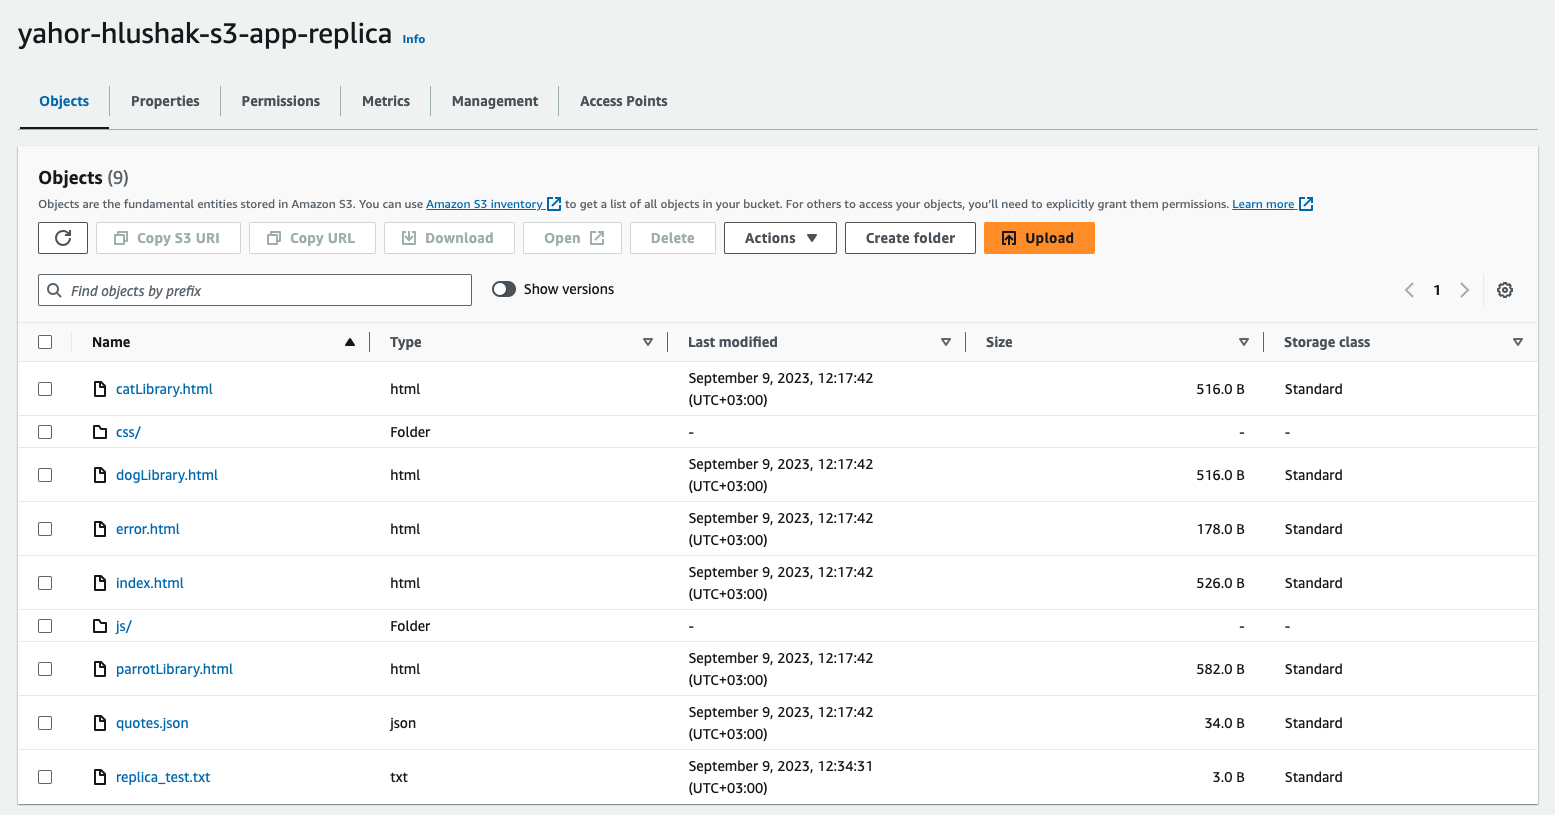 yahor-hlushak-s3-app-replica Info
Objects Properties Permissions Metrics Management Access Points
Objects (9)
Objects are the fundamental entities stored in Amazon S3. You can use Amazon S3 inventory to get a list of all objects in your bucket. For others to access your objects, you'll need to explicitly grant them permissions. Learn more
Copy S3 URI Copy URL Download Open Delete Actions Create folder Upload
Find objects by prefix Show versions 1
Name Type Last modified Size Storage class
catLibrary.html html September 9, 2023, 12:17:42 516.0 B Standard
(UTC+03:00)
css/ Folder - - -
dogLibrary.html html September 9, 2023, 12:17:42 516.0 B Standard
(UTC+03:00)
error.html html September 9, 2023, 12:17:42 178.0 B Standard
(UTC+03:00)
index.html html September 9, 2023, 12:17:42 526.0 B Standard
(UTC+03:00)
js/ Folder - - -
parrotLibrary.html html September 9, 2023, 12:17:42 582.0 B Standard
(UTC+03:00)
quotes.json json September 9, 2023, 12:17:42 34.0 B Standard
(UTC+03:00)
replica_test.txt txt September 9, 2023, 12:34:31 3.0 B Standard
(UTC+03:00)